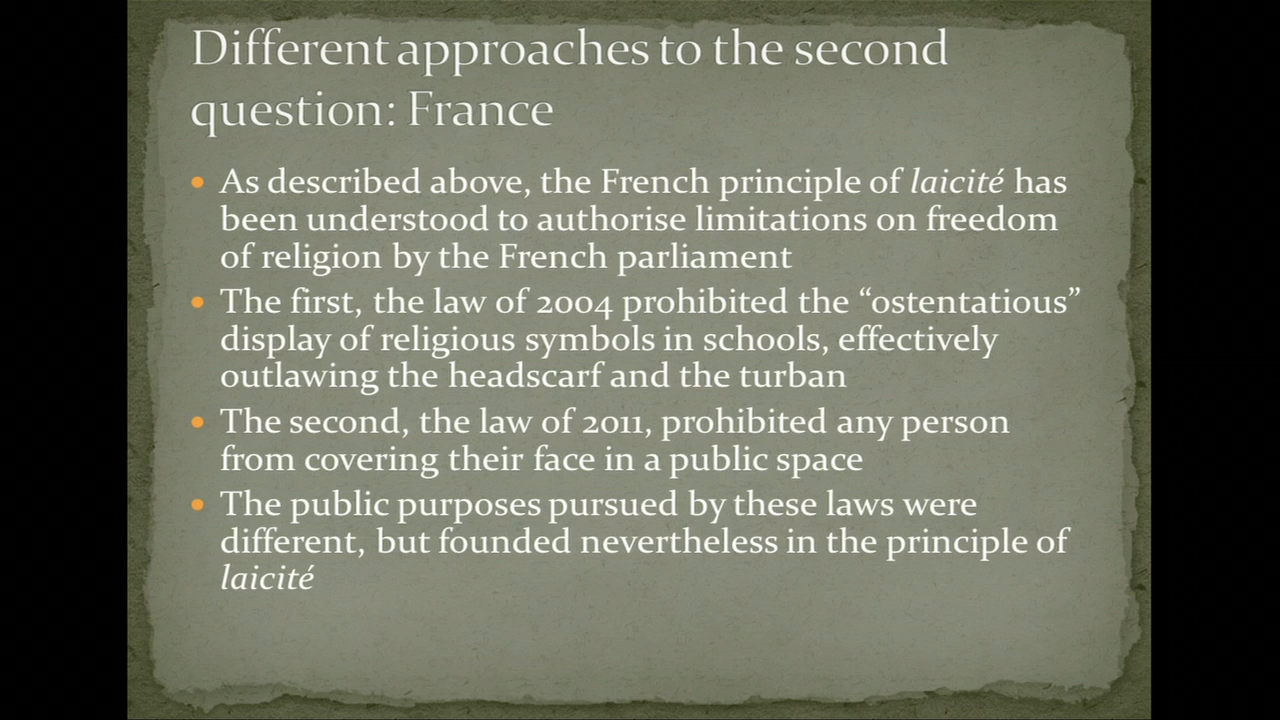 Different approaches to the second
question: France
• As described above, the French principle of laicité has
been understood to authorise limitations on freedom
of religion by the French parliament
• The first, the law of 2004 prohibited the “ostentatious”
display of religious symbols in schools, effectively
outlawing the headscarf and the turban
• The second, the law of 2011, prohibited any person
from covering their face in a public space
• The public purposes pursued by these laws were
different, but founded nevertheless in the principle of
laicité